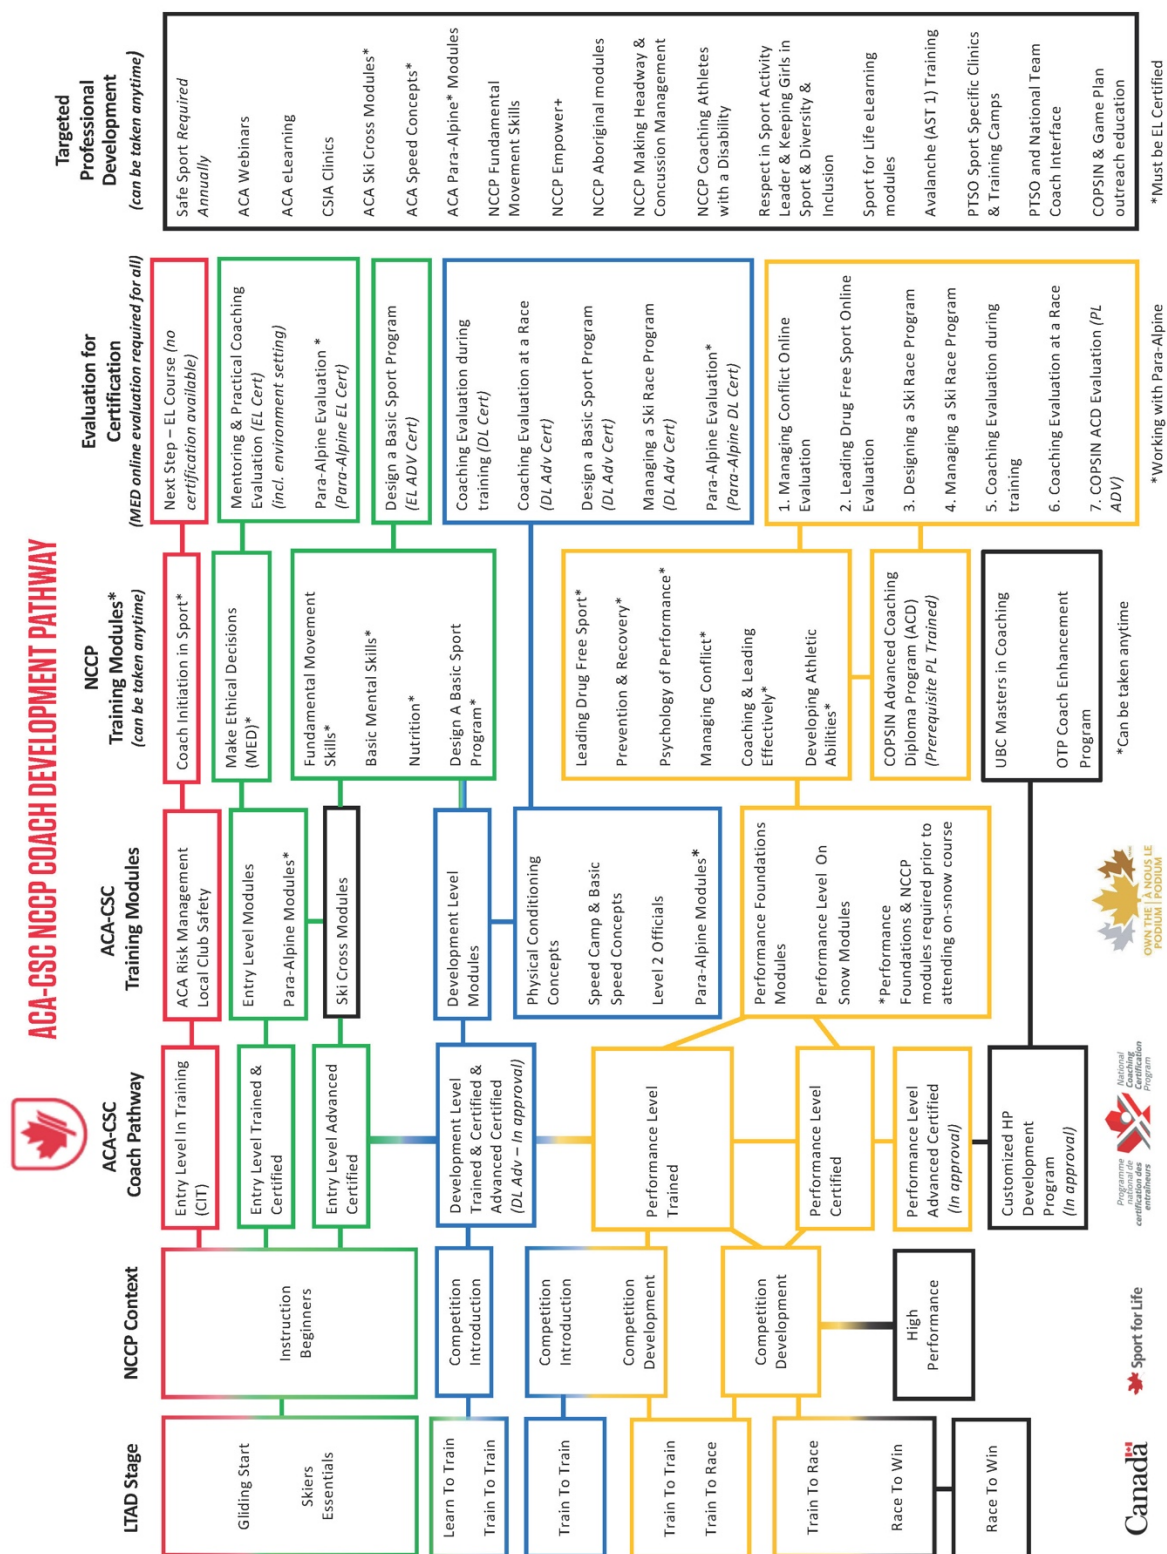 ACA-CSC NCCP COACH DEVELOPMENT PATHWAY
LTAD Stage
Gliding Start
Skiers
Essentials
Learn To Train
Train To Train
Train To Train
Train To Train
Train To Race
Train To Race
Race To Win
Race To Win
NCCP Context
Instruction
Beginners
Competition
Introduction
Competition
Introduction
Competition
Development
Competition
Development
High
Performance
ACA-CSC
Coach Pathway
Entry Level In Training
(CIT)
Entry Level Trained &
Certified
Entry Level Advanced
Certified
Development Level
Trained & Certified &
Advanced Certified
(DL Adv – In approval)
Performance Level
Trained
Performance Level
Certified
Performance Level
Advanced Certified
(In approval)
Customized HP
Development
Program
(In approval)
ACA-CSC
Training Modules
ACA Risk Management
Local Club Safety
Entry Level Modules
Para-Alpine Modules*
Ski Cross Modules
Development Level
Modules
Physical Conditioning
Concepts
Speed Camp & Basic
Speed Concepts
Level 2 Officials
Para-Alpine Modules*
Performance Foundations
Modules
Performance Level On
Snow Modules
*Performance
Foundations & NCCP
modules required prior to
attending on-snow course
NCCP
Training Modules*
(can be taken anytime)
Coach Initiation in Sport*
Make Ethical Decisions
(MED)*
Fundamental Movement
Skills*
Basic Mental Skills*
Nutrition*
Design A Basic Sport
Program*
Leading Drug Free Sport*
Prevention & Recovery*
Psychology of Performance*
Managing Conflict*
Coaching & Leading
Effectively*
Developing Athletic
Abilities*
COPSIN Advanced Coaching
Diploma Program (ACD)
(Prerequisite PL Trained)
UBC Masters in Coaching
OTP Coach Enhancement
Program
*Can be taken anytime
Evaluation for
Certification
(MED online evaluation required for all)
Next Step – EL Course (no
certification available)
Mentoring & Practical Coaching
Evaluation (EL Cert)
(incl. environment setting)
Para-Alpine Evaluation *
(Para-Alpine EL Cert)
Design a Basic Sport Program
(EL ADV Cert)
Coaching Evaluation during
training (DL Cert)
Coaching Evaluation at a Race
(DL Adv Cert)
Design a Basic Sport Program
(DL Adv Cert)
Managing a Ski Race Program
(DL Adv Cert)
Para-Alpine Evaluation*
(Para-Alpine DL Cert)
1. Managing Conflict Online
Evaluation
2. Leading Drug Free Sport Online
Evaluation
3. Designing a Ski Race Program
4. Managing a Ski Race Program
5. Coaching Evaluation during
training
6. Coaching Evaluation at a Race
7. COPSIN ACD Evaluation (PL
ADV)
*Working with Para-Alpine
Targeted
Professional
Development
(can be taken anytime)
Safe Sport Required
Annually
ACA Webinars
ACA eLearning
CSIA Clinics
ACA Ski Cross Modules*
ACA Speed Concepts*
ACA Para-Alpine* Modules
NCCP Fundamental
Movement Skills
NCCP Empower+
NCCP Aboriginal modules
NCCP Making Headway &
Concussion Management
NCCP Coaching Athletes
with a Disability
Respect in Sport Activity
Leader & Keeping Girls in
Sport & Diversity &
Inclusion
Sport for Life eLearning
modules
Avalanche (AST 1) Training
PTSO Sport Specific Clinics
& Training Camps
PTSO and National Team
Coach Interface
COPSIN & Game Plan
outreach education
*Must be EL Certified
Canada
Sport for Life
Programme
national de
certification des
entraîneurs
National
Coaching
Certification
Program
OWN THE | À NOUS LE
PODIUM | PODIUM